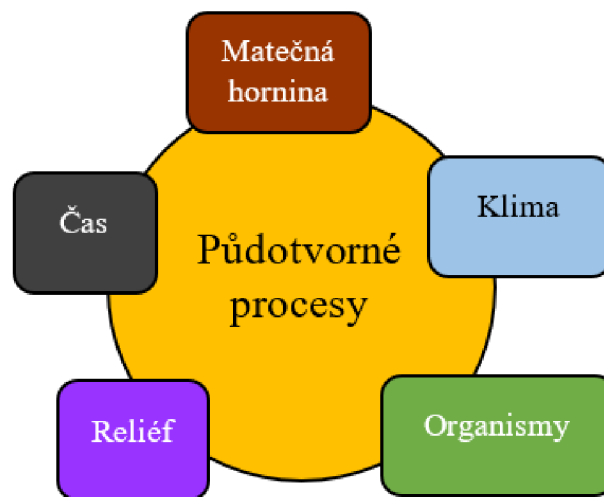 Matečná
hornina
Klima
Čas
Půdotvorné
procesy
Reliéf
Organismy